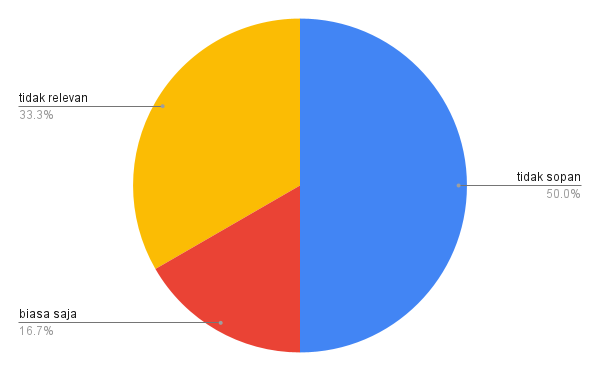 tidak relevan
33.3%
tidak sopan
50.0%
biasa saja
16.7%